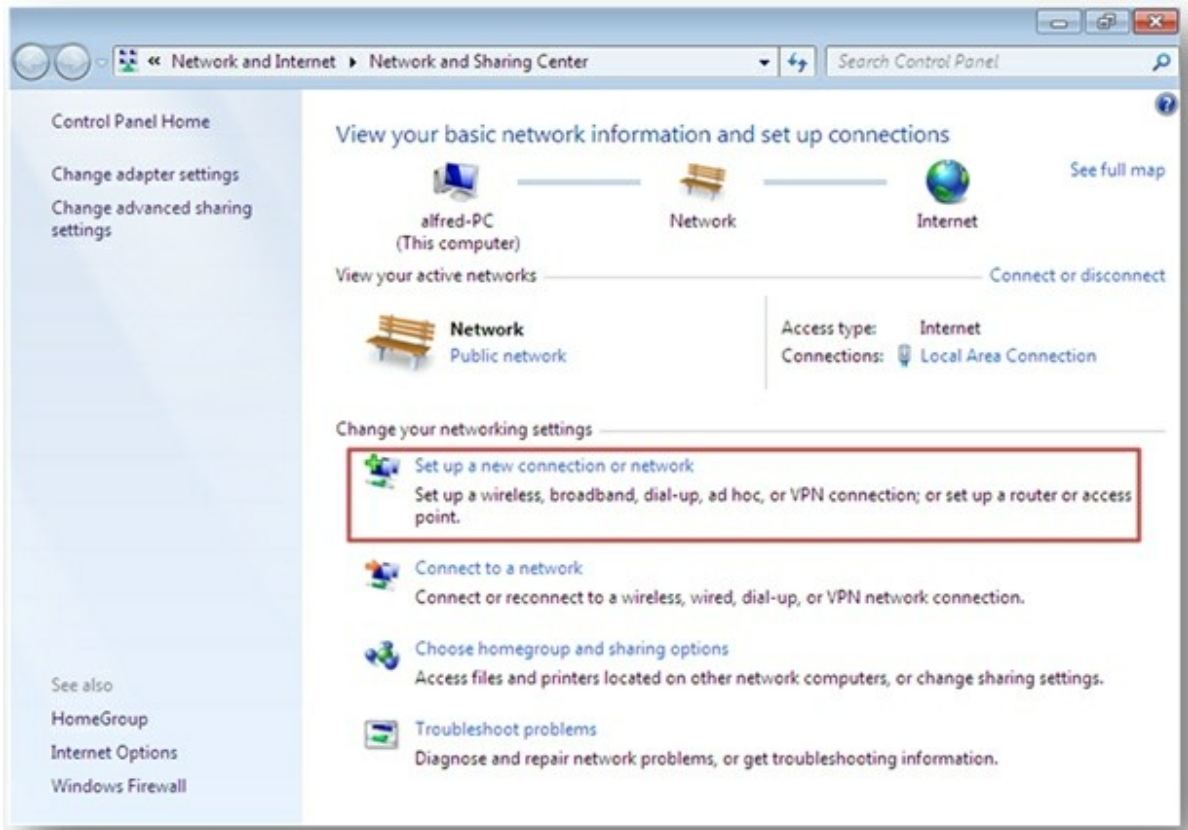 « Network and Internet ▸ Network and Sharing Center
Search Control Panel
Control Panel Home
Change adapter settings
Change advanced sharing
settings
See also
HomeGroup
Internet Options
Windows Firewall
View your basic network information and set up connections
See full map
alfred-PC
(This computer)
Network
Internet
View your active networks
Connect or disconnect
Network
Public network
Access type: Internet
Connections: Local Area Connection
Change your networking settings
Set up a new connection or network
Set up a wireless, broadband, dial-up, ad hoc, or VPN connection; or set up a router or access
point.
Connect to a network
Connect or reconnect to a wireless, wired, dial-up, or VPN network connection.
Choose homegroup and sharing options
Access files and printers located on other network computers, or change sharing settings.
Troubleshoot problems
Diagnose and repair network problems, or get troubleshooting information.